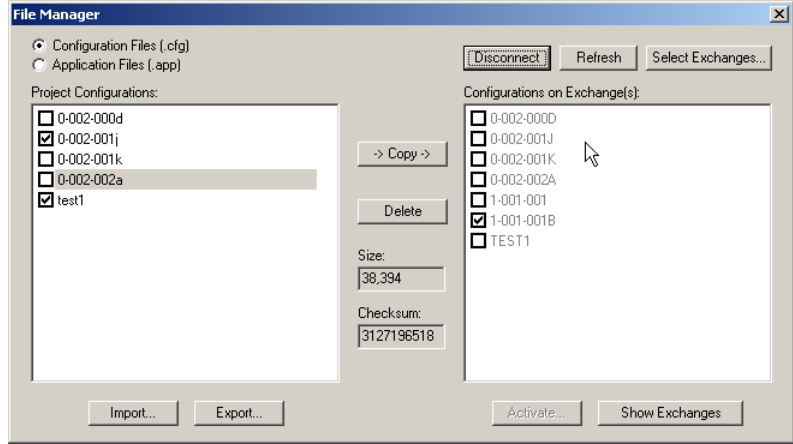 File Manager
Configuration Files (.cfg)
Application Files (.app)
Disconnect
Refresh
Select Exchanges...
Project Configurations:
0-002-000d
0-002-001j
0-002-001k
0-002-002a
test1
-> Copy ->
Delete
Size:
38,394
Checksum:
3127196518
Configurations on Exchange(s):
0-002-000D
0-002-001J
0-002-001K
0-002-002A
1-001-001
1-001-001B
TEST1
Import...
Export...
Activate...
Show Exchanges